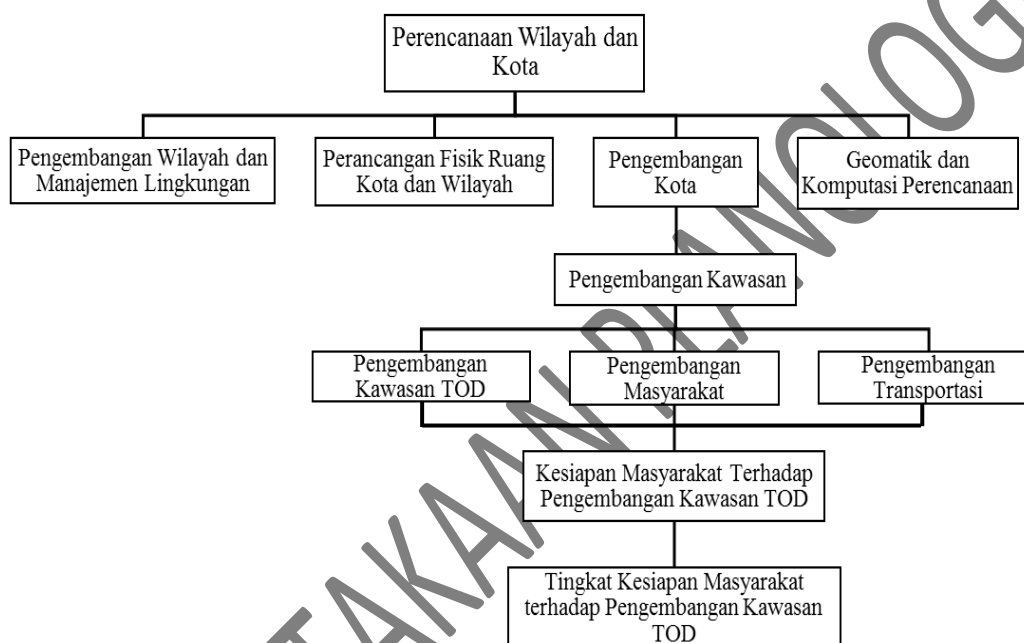 Perencanaan Wilayah dan
Kota
Pengembangan Wilayah dan
Manajemen Lingkungan
Perancangan Fisik Ruang
Kota dan Wilayah
Pengembangan
Kota
Geomatik dan
Komputasi Perencanaan
Pengembangan Kawasan
Pengembangan
Kawasan TOD
Pengembangan
Masyarakat
Pengembangan
Transportasi
Kesiapan Masyarakat Terhadap
Pengembangan Kawasan TOD
Tingkat Kesiapan Masyarakat
terhadap Pengembangan Kawasan
TOD